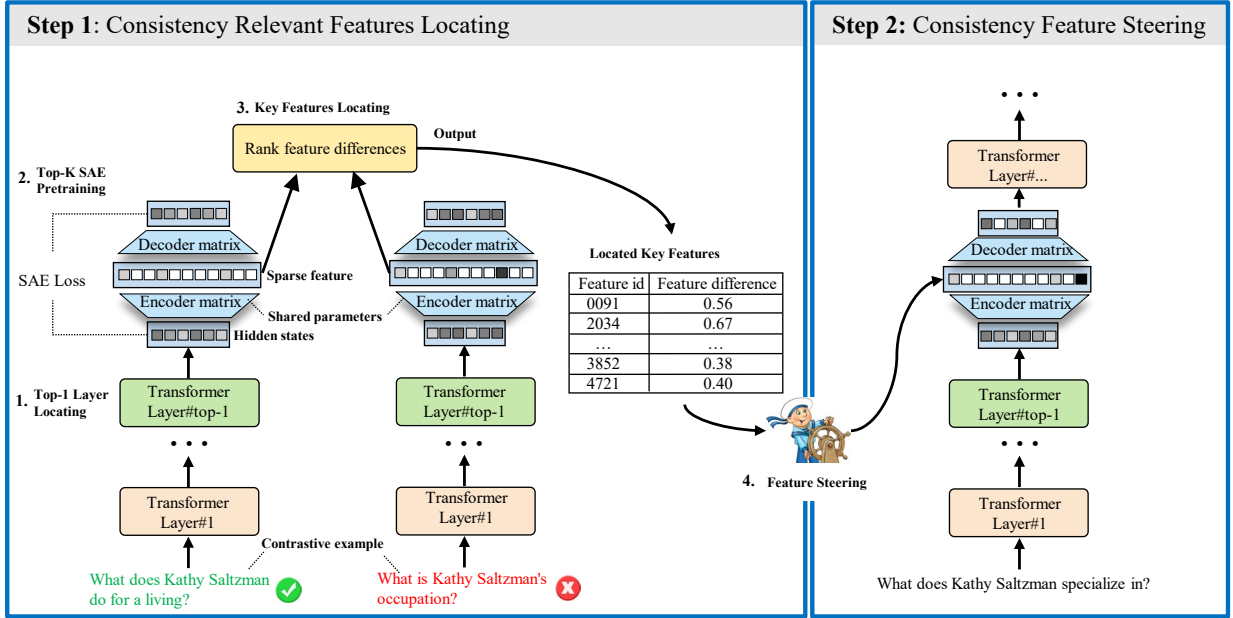 Step 1: Consistency Relevant Features Locating
3. Key Features Locating
Rank feature differences
Output
2. Top-K SAE
Pretraining
Decoder matrix
Decoder matrix
SAE Loss
Sparse feature
Encoder matrix
Encoder matrix
Shared parameters
Hidden states
1. Top-1 Layer
Locating
Transformer
Layer#top-1
Transformer
Layer#top-1
• • •
• • •
Transformer
Layer#1
Transformer
Layer#1
Contrastive example
What does Kathy Saltzman
do for a living?
What is Kathy Saltzman's
occupation?
Located Key Features
Feature id Feature difference
0091 0.56
2034 0.67
... ...
3852 0.38
4721 0.40
4. Feature Steering
Step 2: Consistency Feature Steering
• • •
Transformer
Layer#...
Decoder matrix
Encoder matrix
Transformer
Layer#top-1
• • •
Transformer
Layer#1
What does Kathy Saltzman specialize in?